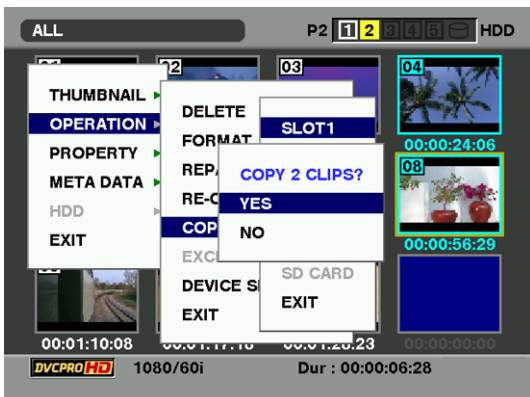 ALL P2 1 2 3 4 5 HDD
02 03 04
THUMBNAIL
OPERATION
PROPERTY
META DATA
HDD
EXIT
DELETE
FORMAT
COP
DEVICE
EXIT
SLOT1
SD CARD
EXIT
COPY 2 CLIPS?
YES
NO
00:00:24:06
08
00:00:56:29
00:01:10:08
00:00:00:00
DVCPRO HD 1080/60i Dur : 00:00:06:28